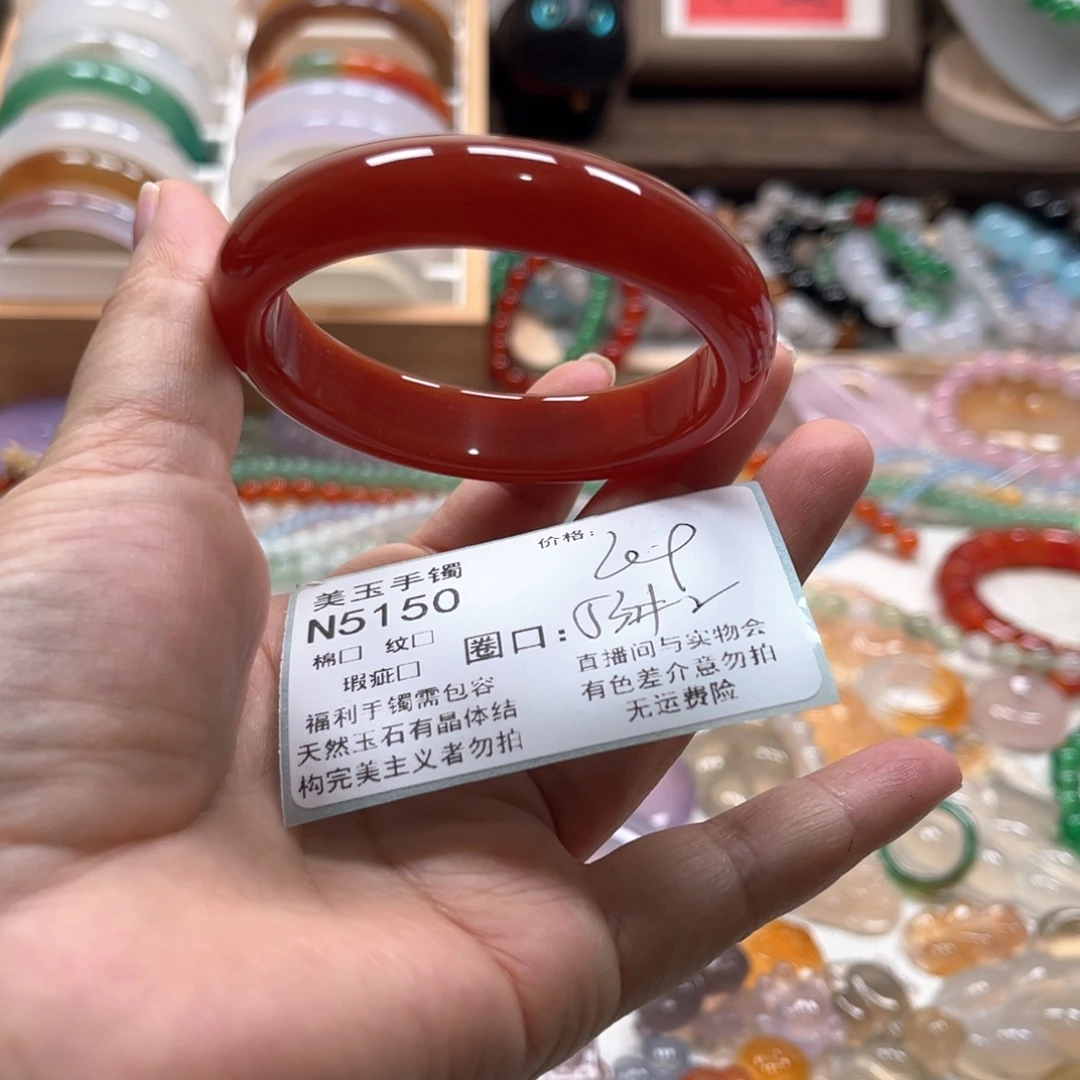 美玉手镯
N5150
棉□ 纹□
瑕疵□
福利手镯需包容
天然玉石有晶体结
构完美主义者勿拍
价格:
圈口:
直播间与实物会
有色差介意勿拍
无运费险